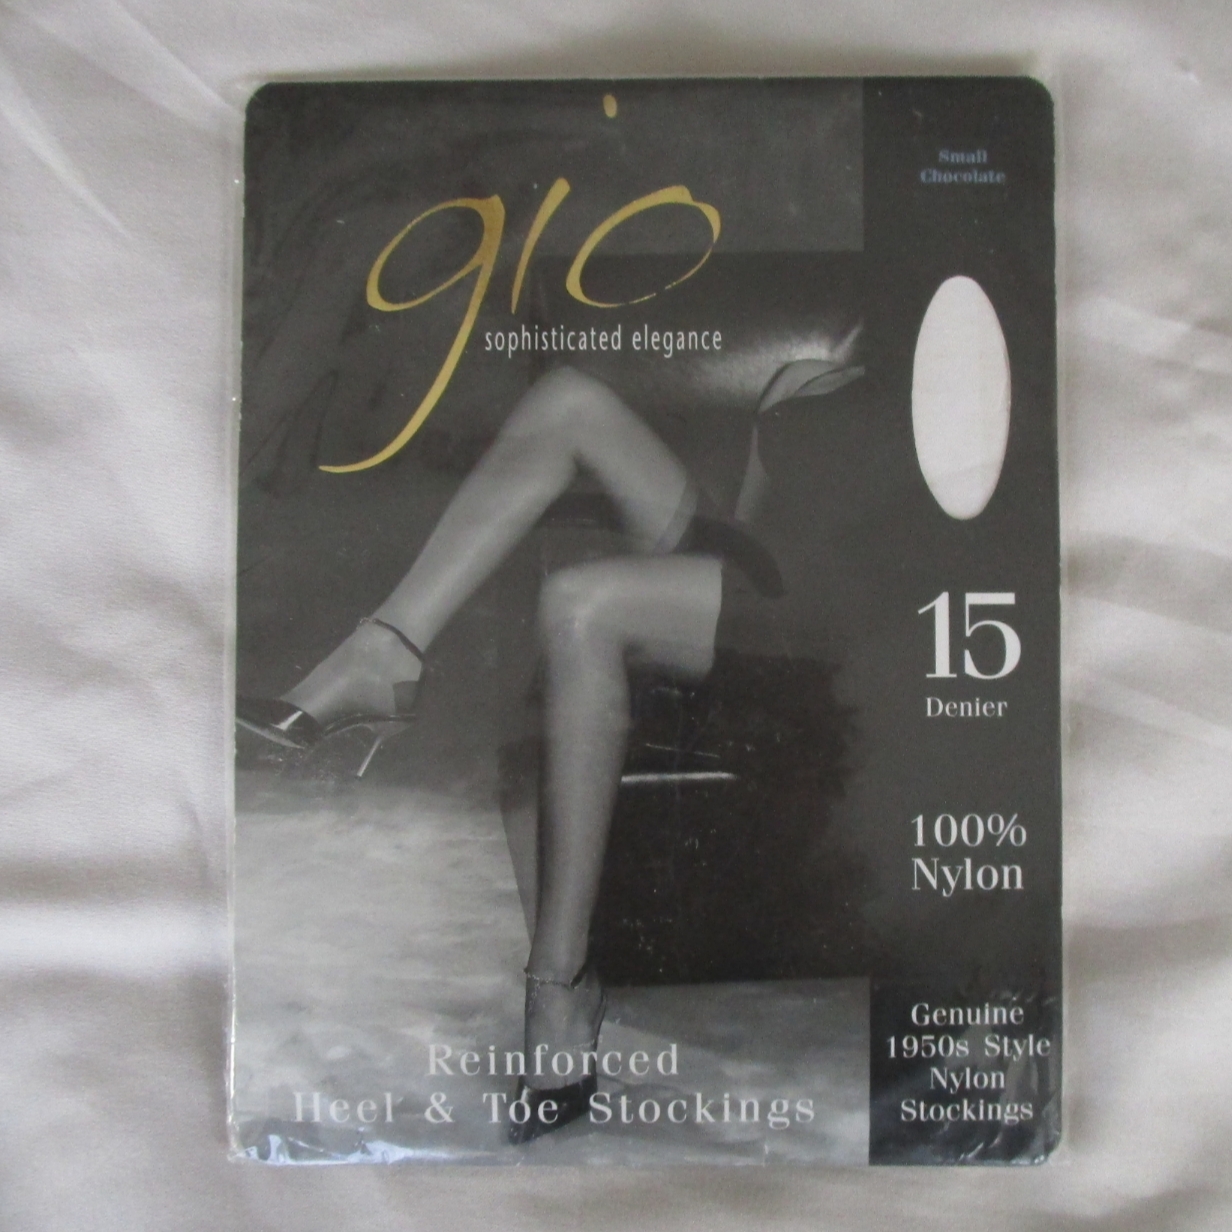 gio
sophisticated elegance
Small
Chocolate
15
Denier
100%
Nylon
Genuine
1950s Style
Nylon
Stockings
Reinforced
Heel & Toe Stockings